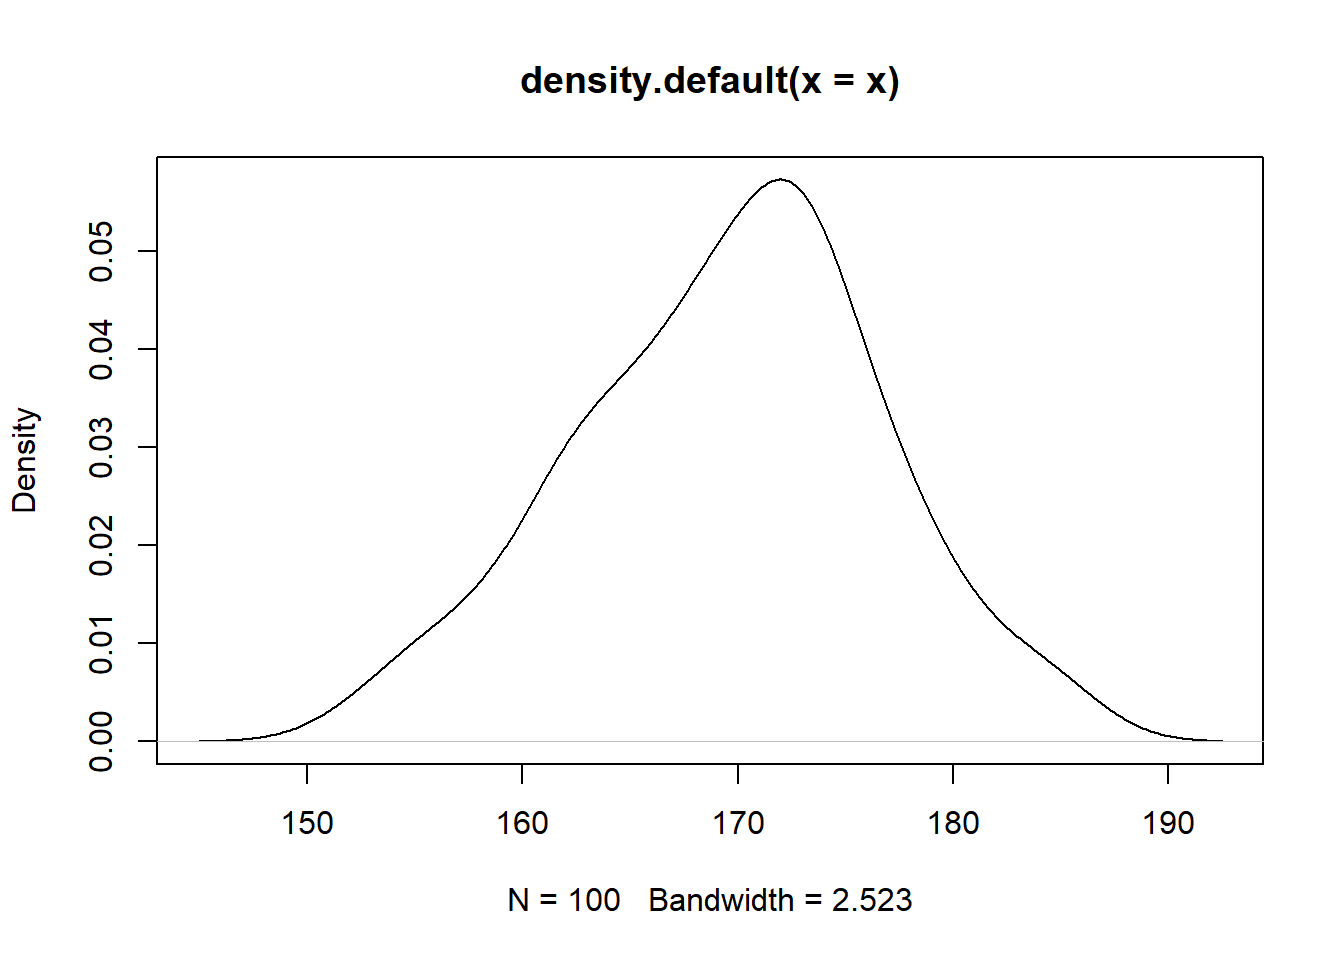 density.default(x = x)
Density
0.05
0.04
0.03
0.02
0.01
0.00
150 160 170 180 190
N = 100 Bandwidth = 2.523